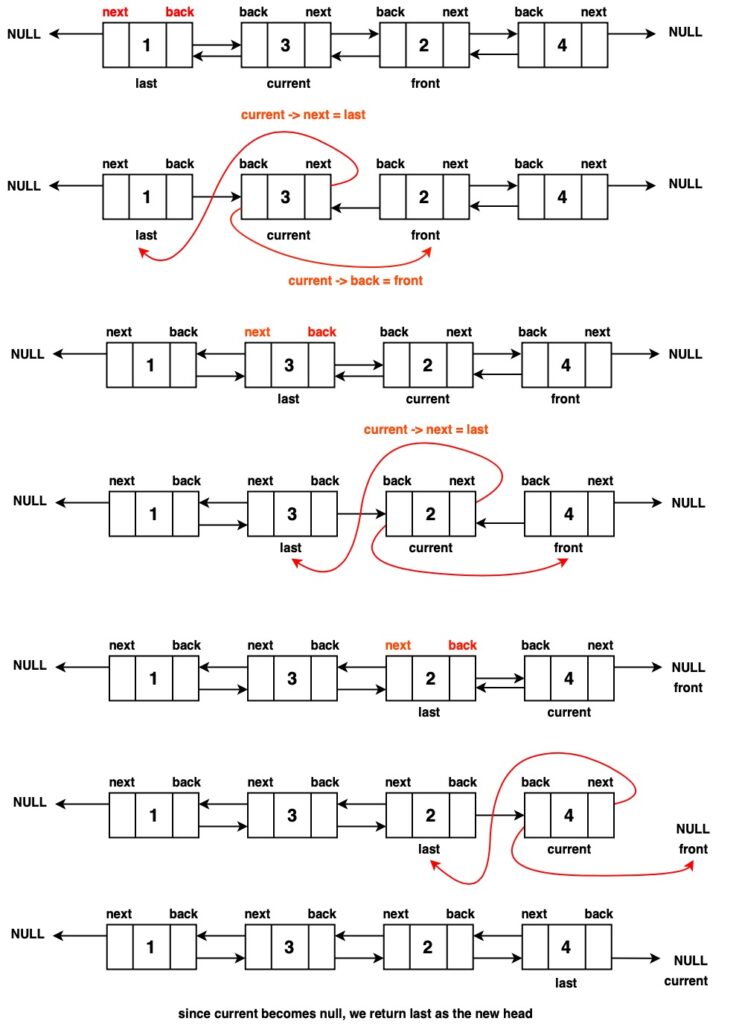 next back back next back next back next
NULL 1 3 2 4 NULL
last current front
current -> next = last
next back back next back next back next
NULL 1 3 2 4 NULL
last current front
current -> back = front
next back next back back next back next
NULL 1 3 2 4 NULL
last current front
current -> next = last
next back next back back next back next
NULL 1 3 2 4 NULL
last current front
next back next back next back back next
NULL 1 3 2 4 NULL
front
last current
next back next back next back back next
NULL 1 3 2 4
NULL
last current front
next back next back next back next back
NULL 1 3 2 4 NULL
last current
since current becomes null, we return last as the new head